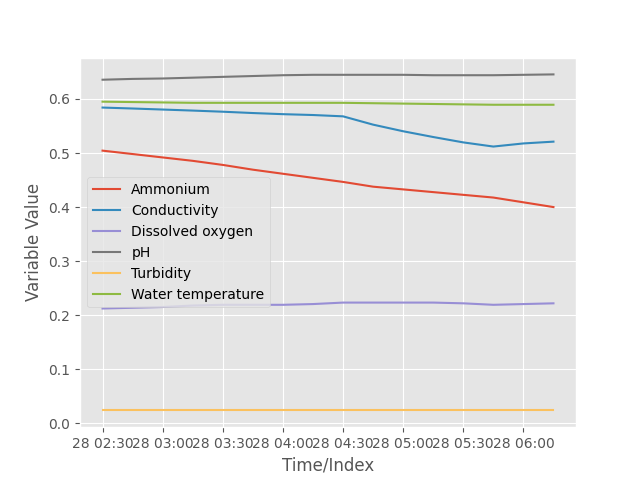 0.6
0.5
0.4
0.3
0.2
0.1
0.0
Variable Value
Ammonium
Conductivity
Dissolved oxygen
pH
Turbidity
Water temperature
28 02:30 28 03:00 28 03:30 28 04:00 28 04:30 28 05:00 28 05:30 28 06:00
Time/Index